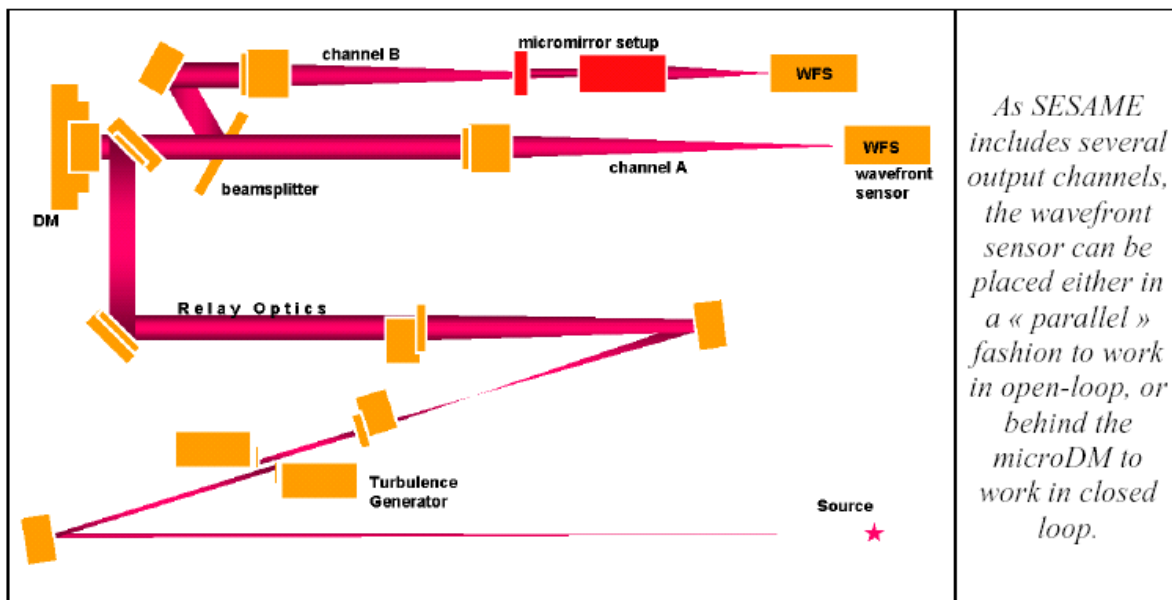 channel B
micromirror setup
WFS
WFS
channel A
wavefront
sensor
beamsplitter
DM
Relay Optics
Turbulence
Generator
Source
As SESAME
includes several
output channels,
the wavefront
sensor can be
placed either in
a « parallel »
fashion to work
in open-loop, or
behind the
microDM to
work in closed
loop.